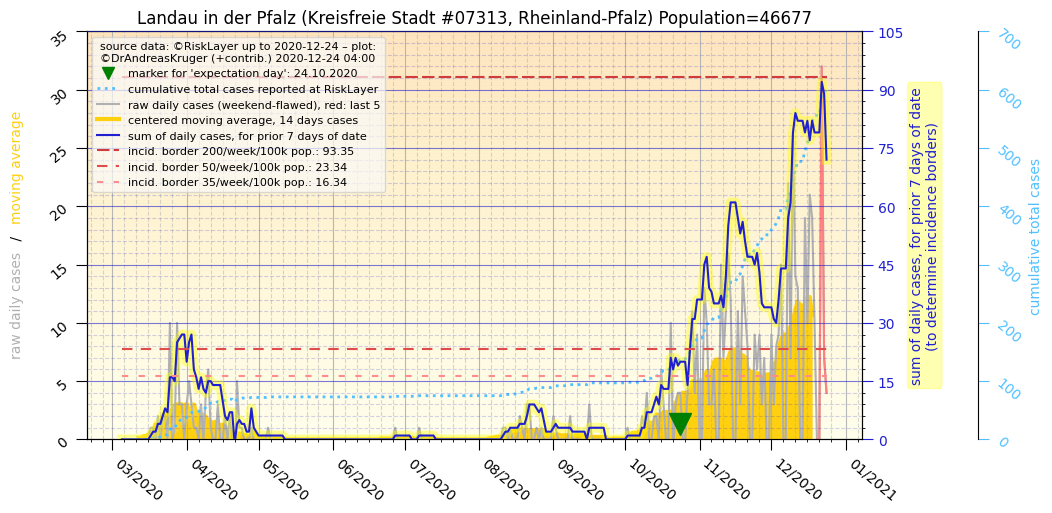 Landau in der Pfalz (Kreisfreie Stadt #07313, Rheinland-Pfalz) Population=46677
source data: ©RiskLayer up to 2020-12-24 – plot:
©DrAndreasKruger (+contrib.) 2020-12-24 04:00
marker for 'expectation day': 24.10.2020
cumulative total cases reported at RiskLayer
raw daily cases (weekend-flawed), red: last 5
centered moving average, 14 days cases
sum of daily cases, for prior 7 days of date
incid. border 200/week/100k pop.: 93.35
incid. border 50/week/100k pop.: 23.34
incid. border 35/week/100k pop.: 16.34
raw daily cases / moving average
35
30
25
20
15
10
5
0
105
90
75
60
45
30
15
0
sum of daily cases, for prior 7 days of date
(to determine incidence borders)
700
600
500
400
300
200
100
0
cumulative total cases
03/2020
04/2020
05/2020
06/2020
07/2020
08/2020
09/2020
10/2020
11/2020
12/2020
01/2021